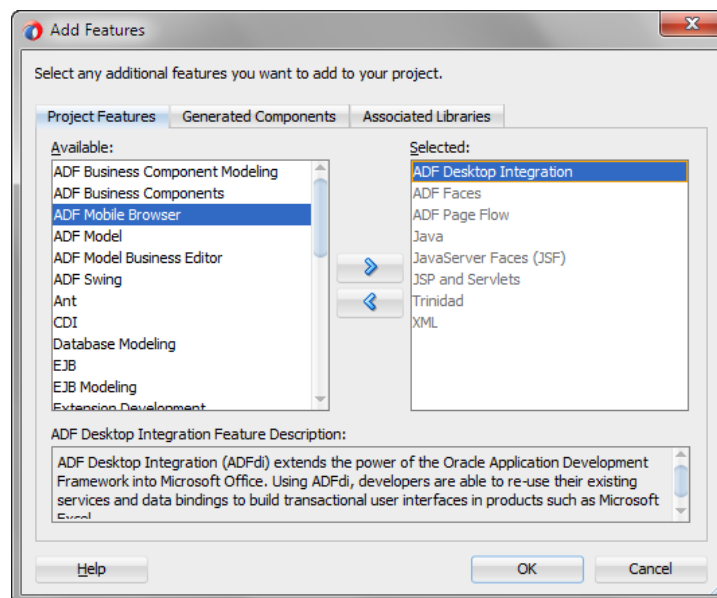 Add Features
Select any additional features you want to add to your project.
Project Features
Generated Components
Associated Libraries
Available:
ADF Business Component Modeling
ADF Business Components
ADF Mobile Browser
ADF Model
ADF Model Business Editor
ADF Swing
Ant
CDI
Database Modeling
EJB
EJB Modeling
Extension Development
Selected:
ADF Desktop Integration
ADF Faces
ADF Page Flow
Java
JavaServer Faces (JSF)
JSP and Servlets
Trinidad
XML
ADF Desktop Integration Feature Description:
ADF Desktop Integration (ADFdi) extends the power of the Oracle Application Development
Framework into Microsoft Office. Using ADFdi, developers are able to re-use their existing
services and data bindings to build transactional user interfaces in products such as Microsoft
Excel
Help
OK
Cancel